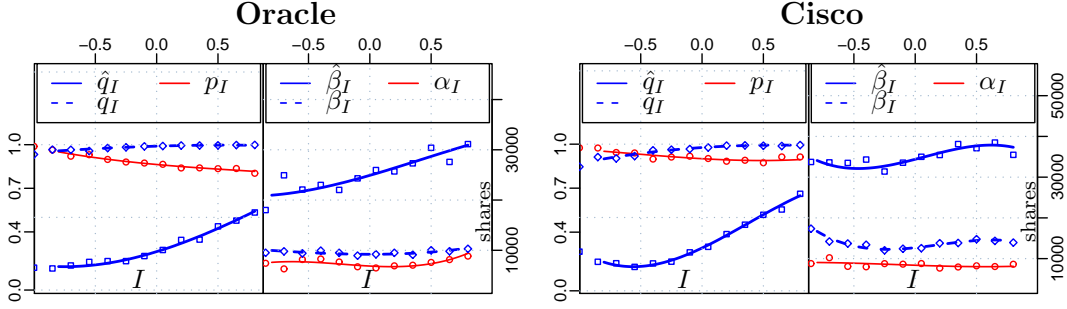 Oracle Cisco
−0.5 0.0 0.5 −0.5 0.0 0.5 −0.5 0.0 0.5 −0.5 0.0 0.5
q̂_I p_I β̂_I α_I q̂_I p_I β̂_I α_I
q_I β_I q_I β_I
0.0 0.4 0.7 1.0
10000 30000
shares
0.0 0.4 0.7 1.0
10000 30000 50000
shares
I I I I